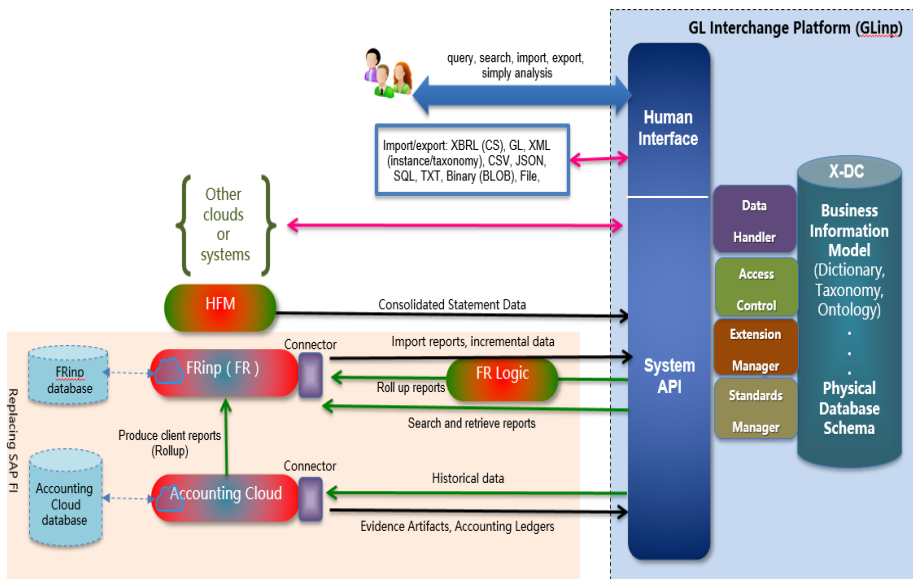 GL Interchange Platform (GLinp)
query, search, import, export,
simply analysis
Human
Interface
Import/export: XBRL (CS), GL, XML
(instance/taxonomy), CSV, JSON,
SQL, TXT, Binary (BLOB), File,
X-DC
Business
Information
Model
(Dictionary,
Taxonomy,
Ontology)
.
.
.
Physical
Database
Schema
Data
Handler
Access
Control
Extension
Manager
Standards
Manager
Other
clouds
or
systems
HFM
Consolidated Statement Data
System
API
Connector
Import reports, incremental data
FRinp
database
FRinp ( FR )
FR Logic
Roll up reports
Search and retrieve reports
Replacing SAP FI
Produce client reports
(Rollup)
Connector
Historical data
Accounting
Cloud
database
Accounting Cloud
Evidence Artifacts, Accounting Ledgers